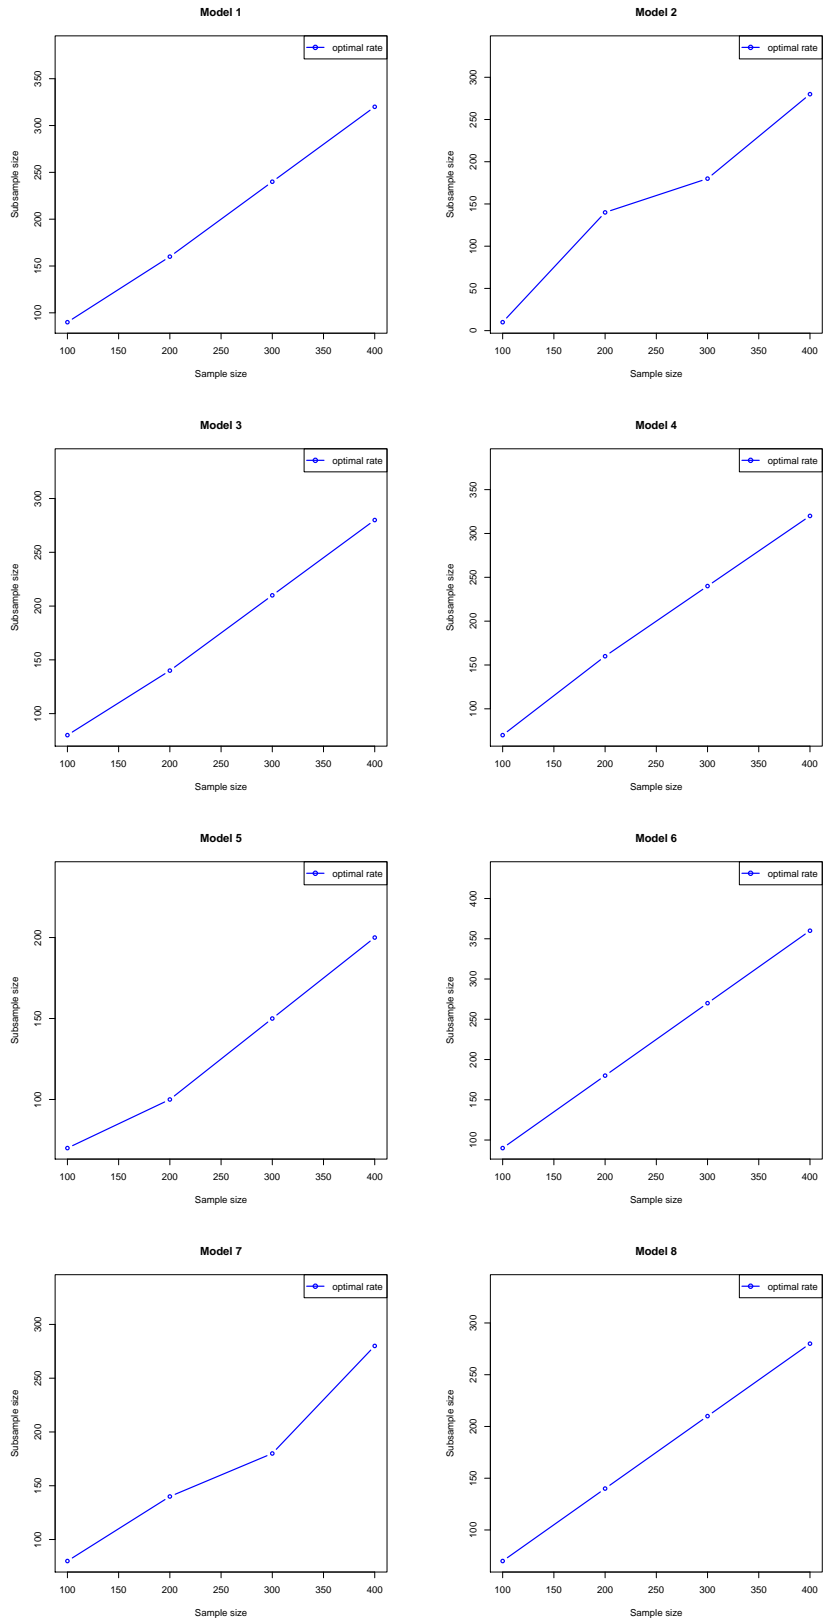 Model 1
optimal rate
Subsample size
100 150 200 250 300 350
100 150 200 250 300 350 400
Sample size
Model 2
optimal rate
Subsample size
0 50 100 150 200 250 300
100 150 200 250 300 350 400
Sample size
Model 3
optimal rate
Subsample size
100 150 200 250 300
100 150 200 250 300 350 400
Sample size
Model 4
optimal rate
Subsample size
100 150 200 250 300 350
100 150 200 250 300 350 400
Sample size
Model 5
optimal rate
Subsample size
100 150 200
100 150 200 250 300 350 400
Sample size
Model 6
optimal rate
Subsample size
100 150 200 250 300 350 400
100 150 200 250 300 350 400
Sample size
Model 7
optimal rate
Subsample size
100 150 200 250 300
100 150 200 250 300 350 400
Sample size
Model 8
optimal rate
Subsample size
100 150 200 250 300
100 150 200 250 300 350 400
Sample size